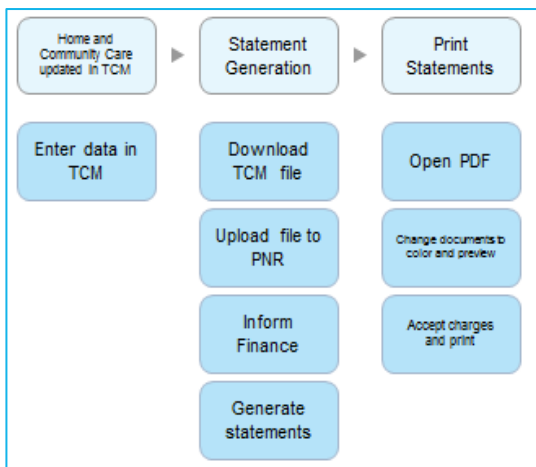 Home and
Community Care
updated in TCM
Statement
Generation
Print
Statements
Enter data in
TCM
Download
TCM file
Upload file to
PNR
Inform
Finance
Generate
statements
Open PDF
Change documents to
color and preview
Accept charges
and print